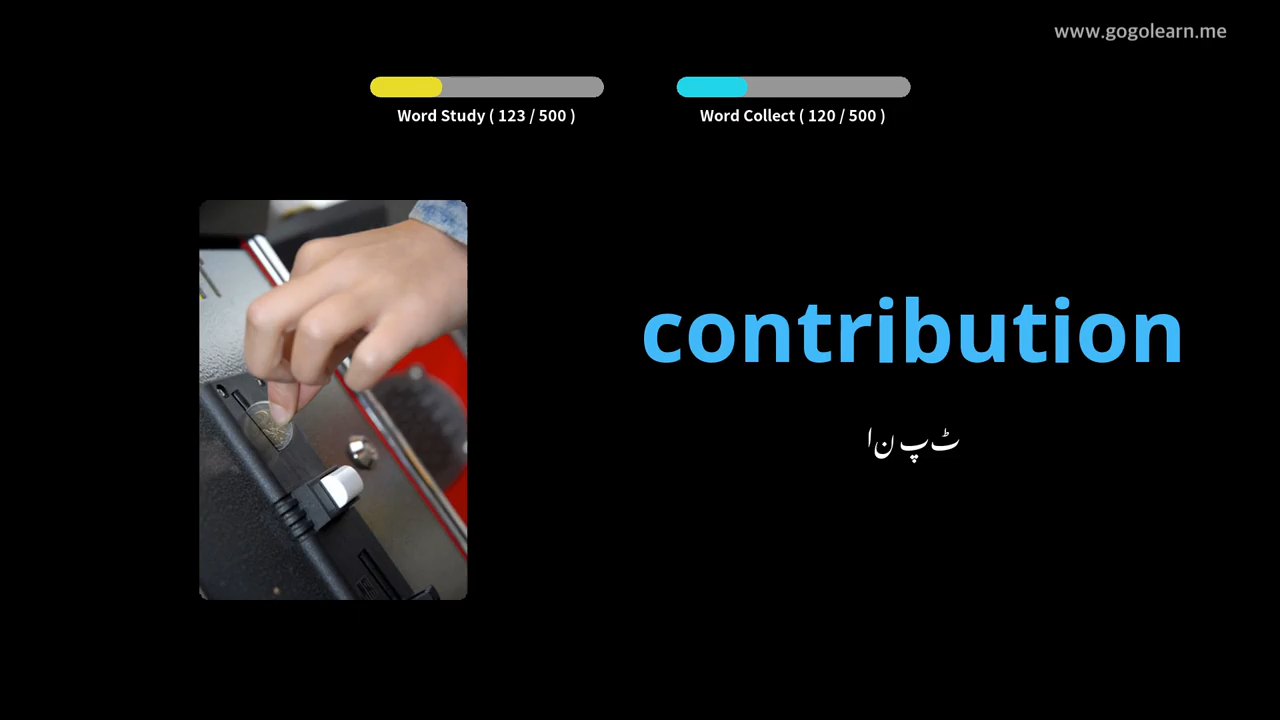 www.gogolearn.me
Word Study ( 123 / 500 )
Word Collect ( 120 / 500 )
contribution
ٹ پ ن ا